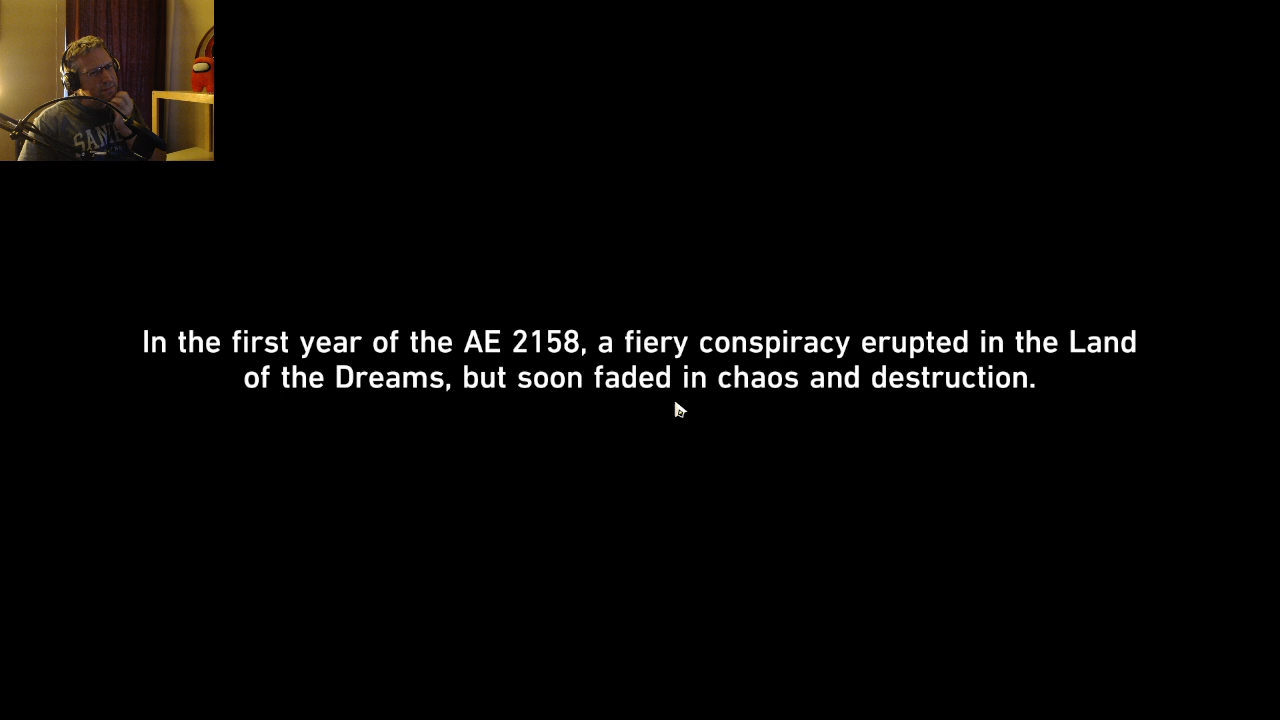 SAN
In the first year of the AE 2158, a fiery conspiracy erupted in the Land
of the Dreams, but soon faded in chaos and destruction.